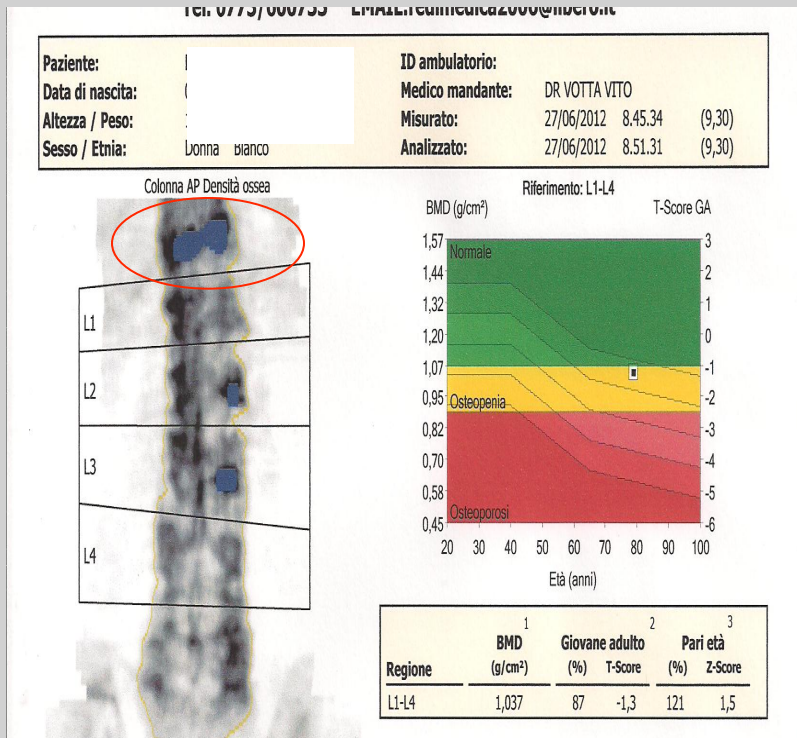 Paziente:
Data di nascita:
Altezza / Peso:
Sesso / Etnia: Donna Bianco
ID ambulatorio:
Medico mandante: DR VOTTA VITO
Misurato: 27/06/2012 8.45.34 (9,30)
Analizzato: 27/06/2012 8.51.31 (9,30)
Colonna AP Densità ossea
L1
L2
L3
L4
Riferimento: L1-L4
BMD (g/cm²) T-Score GA
1,57 Normale 3
1,44 2
1,32 1
1,20 0
1,07 -1
0,95 Osteopenia -2
0,82 -3
0,70 -4
0,58 -5
0,45 Osteoporosi -6
20 30 40 50 60 70 80 90 100
Età (anni)
1 2 3
BMD Giovane adulto Pari età
Regione (g/cm²) (%) T-Score (%) Z-Score
L1-L4 1,037 87 -1,3 121 1,5